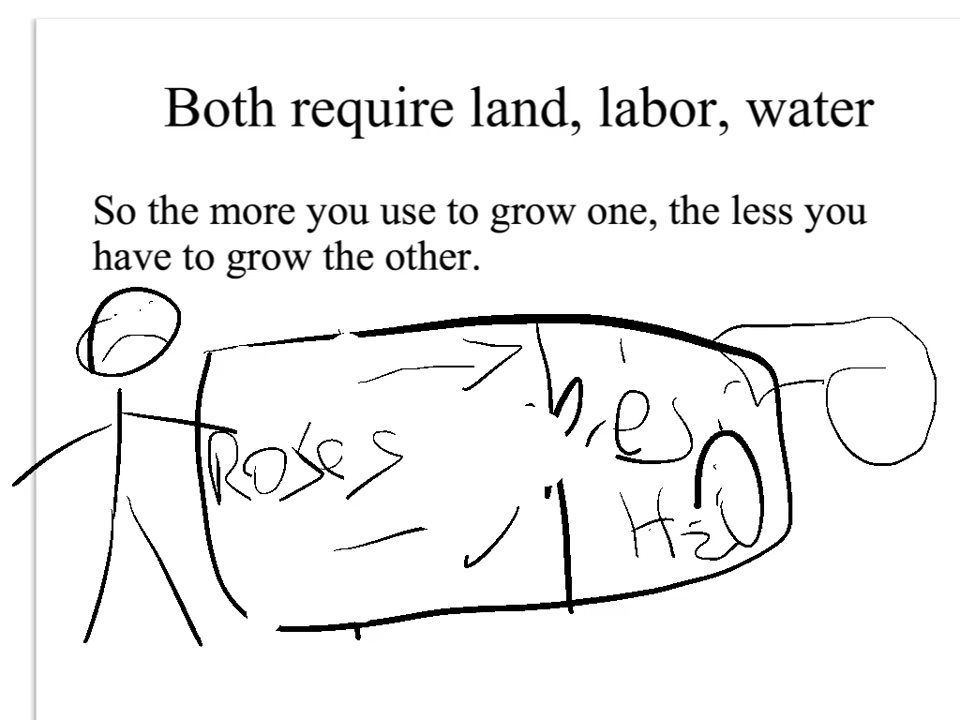 Both require land, labor, water
So the more you use to grow one, the less you
have to grow the other.
Roses
H2O